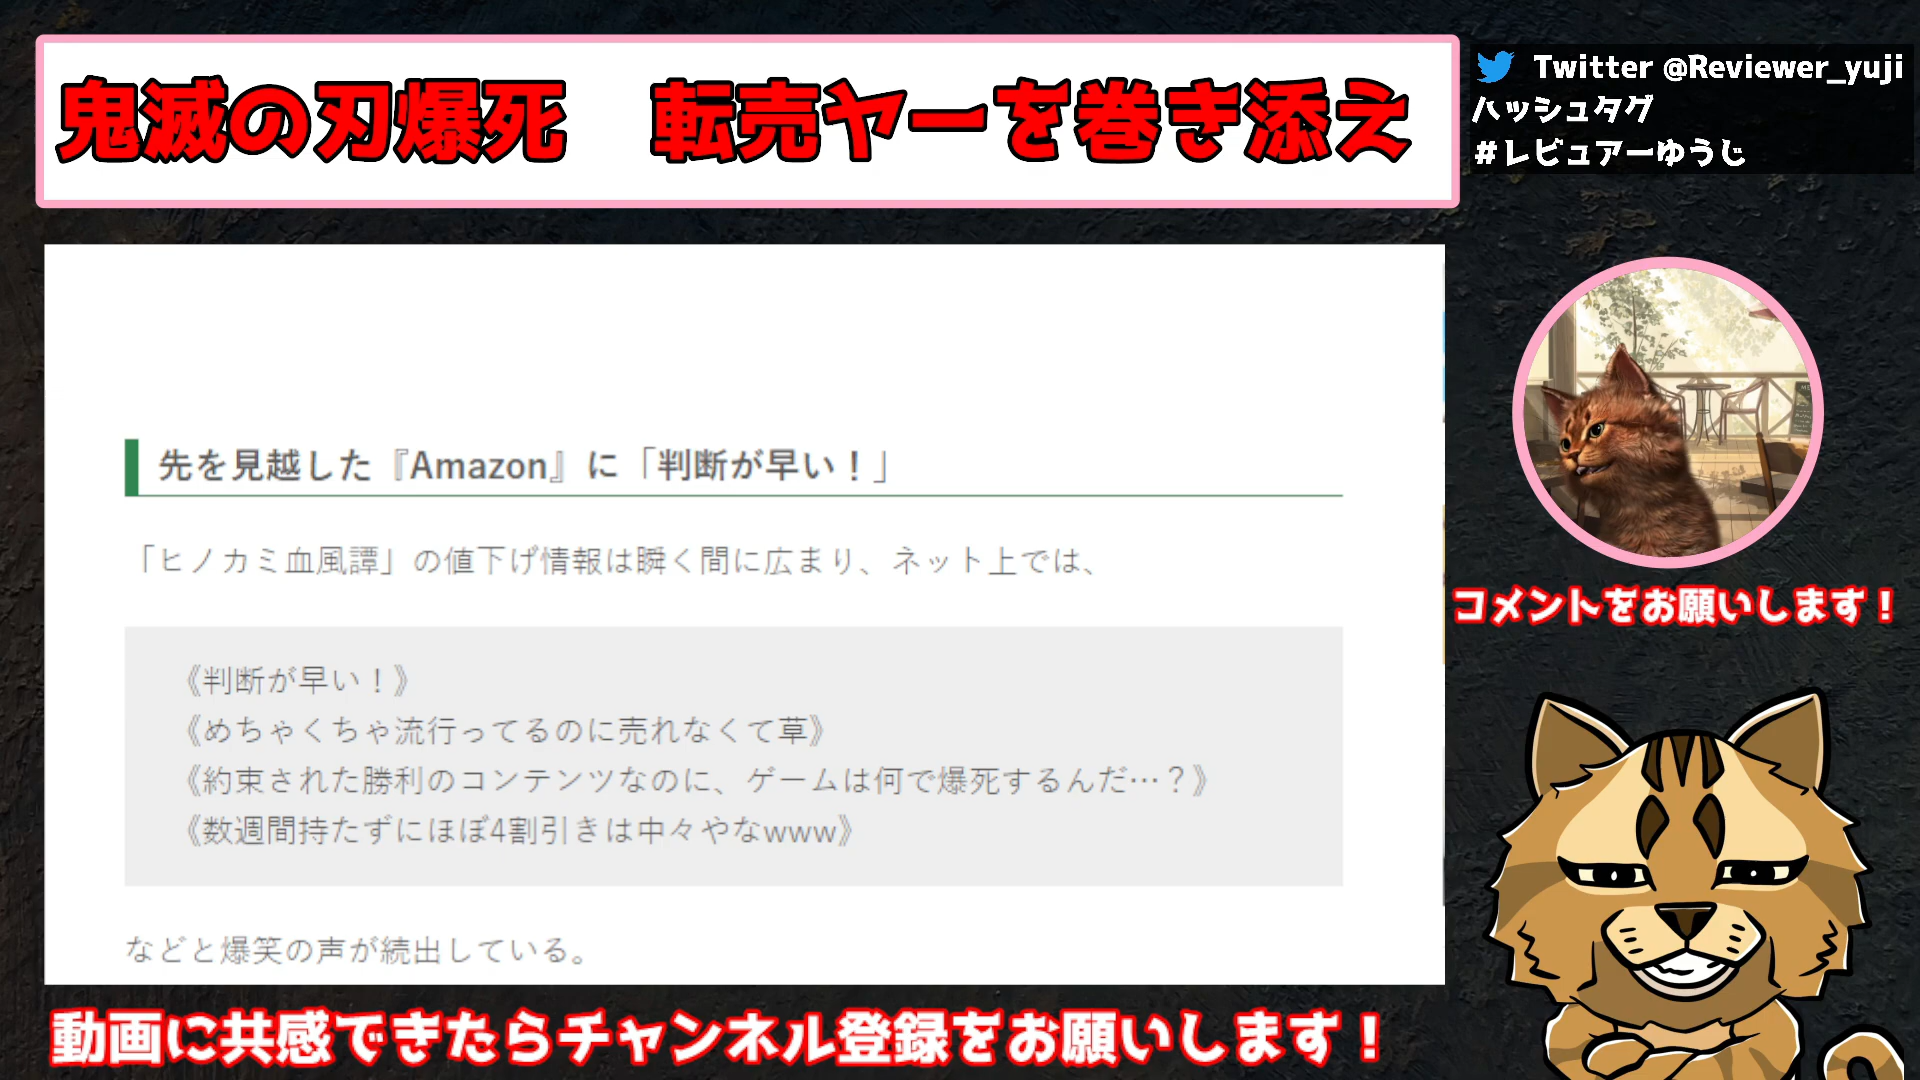 鬼滅の刃爆死　転売ヤーを巻き添え
Twitter @Reviewer_yuji
ハッシュタグ
#レビュアーゆうじ
先を見越した『Amazon』に「判断が早い！」
「ヒノカミ血風譚」の値下げ情報は瞬く間に広まり、ネット上では、
《判断が早い！》
《めちゃくちゃ流行ってるのに売れなくて草》
《約束された勝利のコンテンツなのに、ゲームは何で爆死するんだ…？》
《数週間持たずにほぼ4割引きは中々やなwww》
などと爆笑の声が続出している。
コメントをお願いします！
動画に共感できたらチャンネル登録をお願いします！